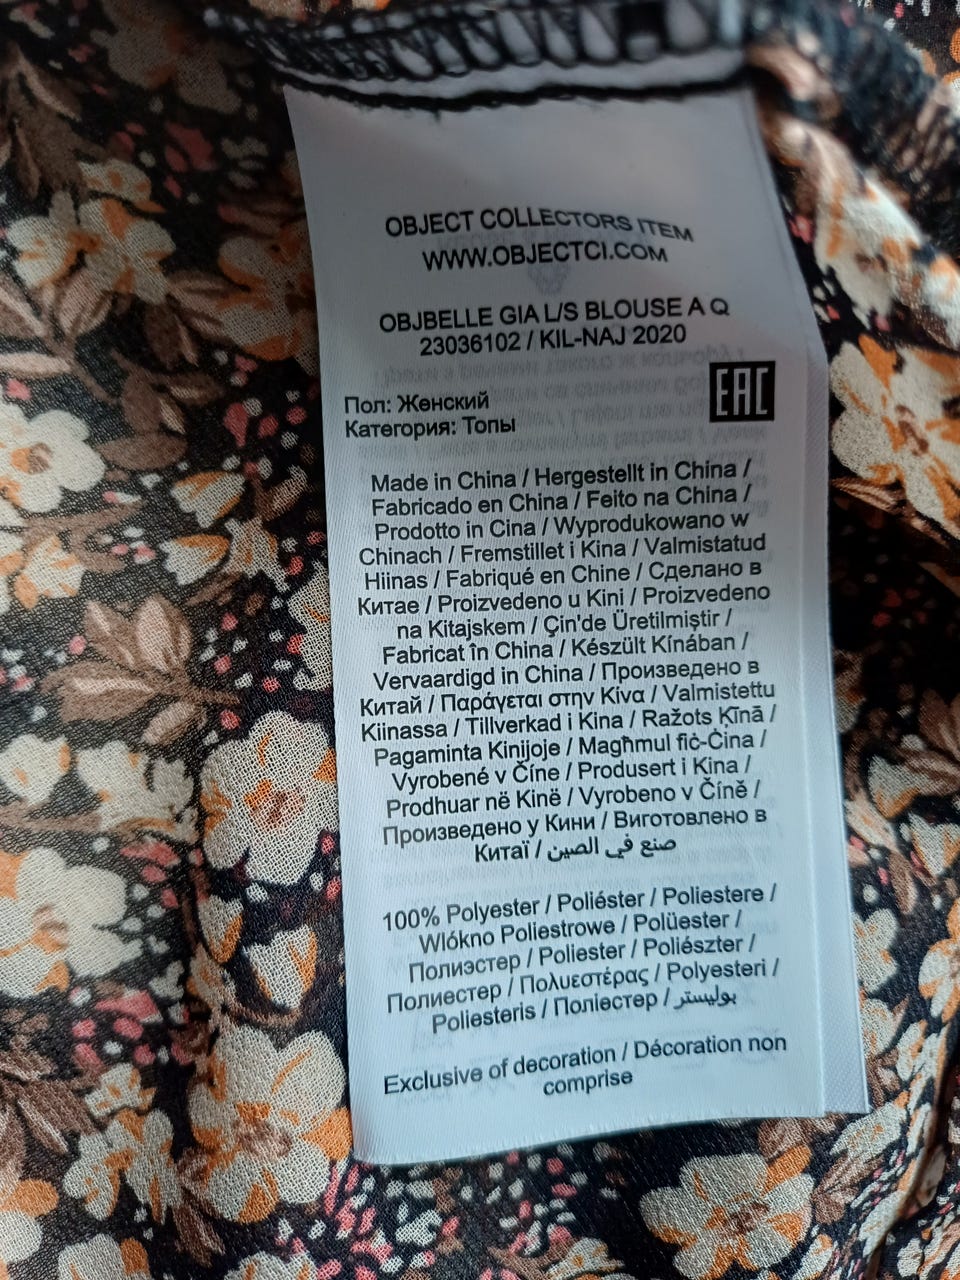 OBJECT COLLECTORS ITEM
WWW.OBJECTCI.COM
OBJBELLE GIA L/S BLOUSE A Q
23036102 / KIL-NAJ 2020
EAC
Пол: Женский
Категория: Топы
Made in China / Hergestellt in China /
Fabricado en China / Feito na China /
Prodotto in Cina / Wyprodukowano w
Chinach / Fremstillet i Kina / Valmistatud
Hiinas / Fabriqué en Chine / Сделано в
Китае / Proizvedeno u Kini / Proizvedeno
na Kitajskem / Çin'de Üretilmiştir /
Fabricat în China / Készült Kínában /
Vervaardigd in China / Произведено в
Китай / Παράγεται στην Κίνα / Valmistettu
Kiinassa / Tillverkad i Kina / Ražots Ķīnā /
Pagaminta Kinijoje / Magħmul fiċ-Ċina /
Vyrobené v Číne / Produsert i Kina /
Prodhuar në Kinë / Vyrobeno v Číně /
Произведено у Кини / Виготовлено в
Китаї / صنع في الصين
100% Polyester / Poliéster / Poliestere /
Wlókno Poliestrowe / Polüester /
Полиэстер / Poliester / Poliészter /
Полиестер / Πολυεστέρας / Polyesteri /
Poliesteris / Поліестер / بوليستر
Exclusive of decoration / Décoration non
comprise